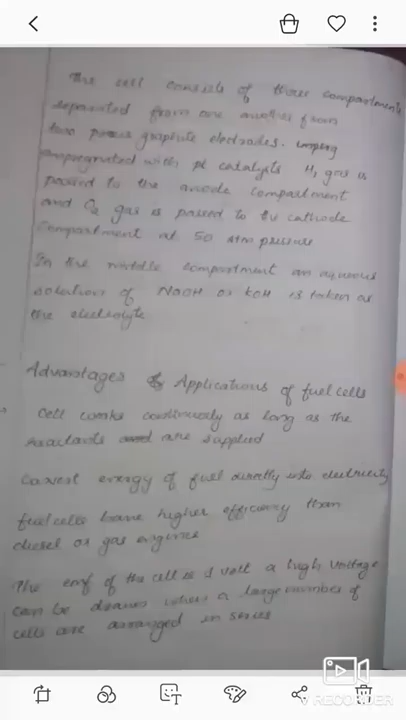 The cell consists of three compartments
separated from one another from
two porous graphite electrodes.
impregnated with pt catalysts H2 gas is
passed to the anode compartment
and O2 gas is passed to the cathode
compartment at 50 atm pressure
In the middle compartment an aqueous
solution of NaOH or KOH is taken as
the electrolyte
Advantages & Applications of fuel cells
Cell works continuously as long as the
reactants are supplied
Convert energy of fuel directly into electricity
fuel cells have higher efficiency than
diesel or gas engines
The emf of the cell is 1 volt a high voltage
can be drawn when a large number of
cells are arranged in series
RECORDER